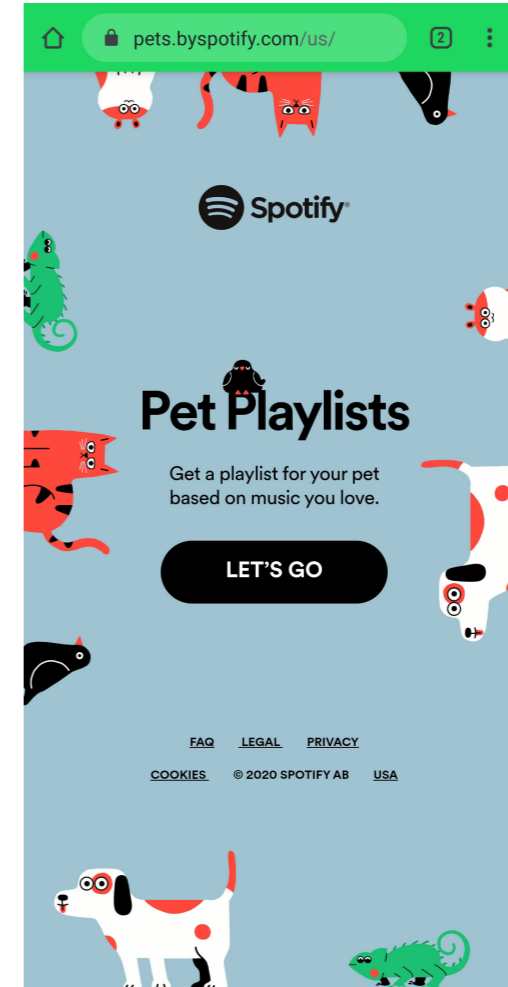 pets.byspotify.com/us/
2
Spotify®
Pet Playlists
Get a playlist for your pet
based on music you love.
LET'S GO
FAQ LEGAL PRIVACY
COOKIES © 2020 SPOTIFY AB USA